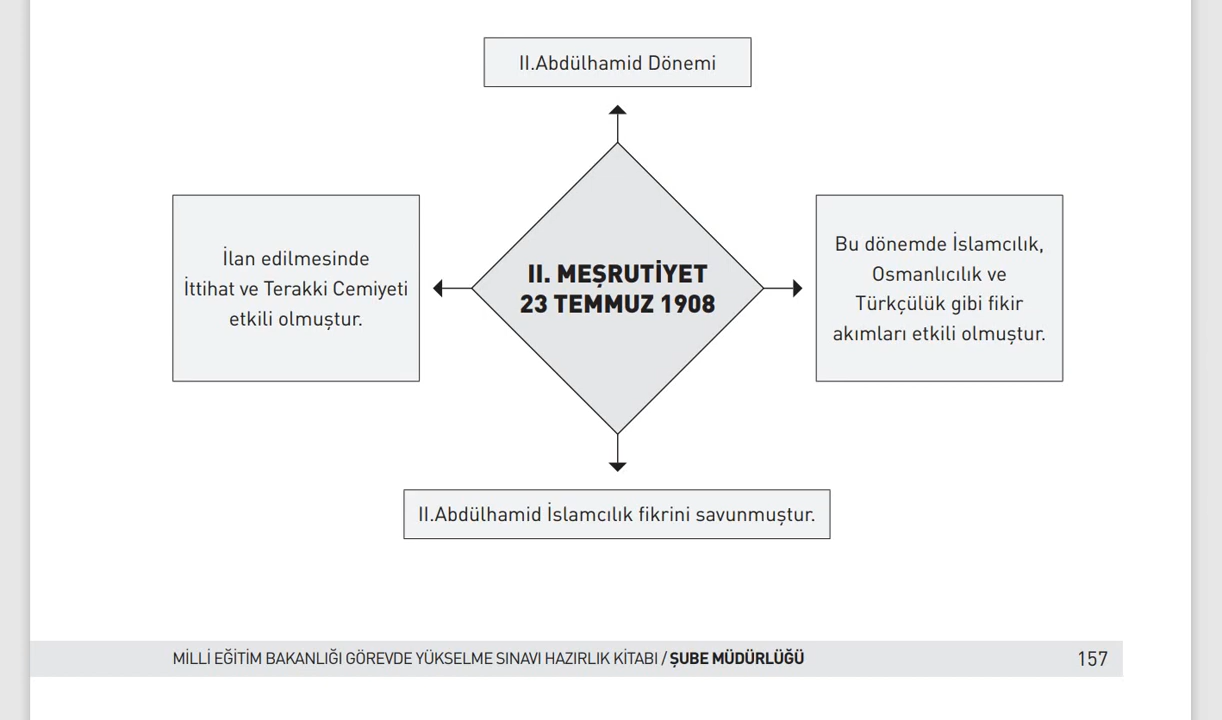 II.Abdülhamid Dönemi
İlan edilmesinde
İttihat ve Terakki Cemiyeti
etkili olmuştur.
II. MEŞRUTİYET
23 TEMMUZ 1908
Bu dönemde İslamcılık,
Osmanlıcılık ve
Türkçülük gibi fikir
akımları etkili olmuştur.
II.Abdülhamid İslamcılık fikrini savunmuştur.
MİLLİ EĞİTİM BAKANLIĞI GÖREVDE YÜKSELME SINAVI HAZIRLIK KİTABI / ŞUBE MÜDÜRLÜĞÜ 157